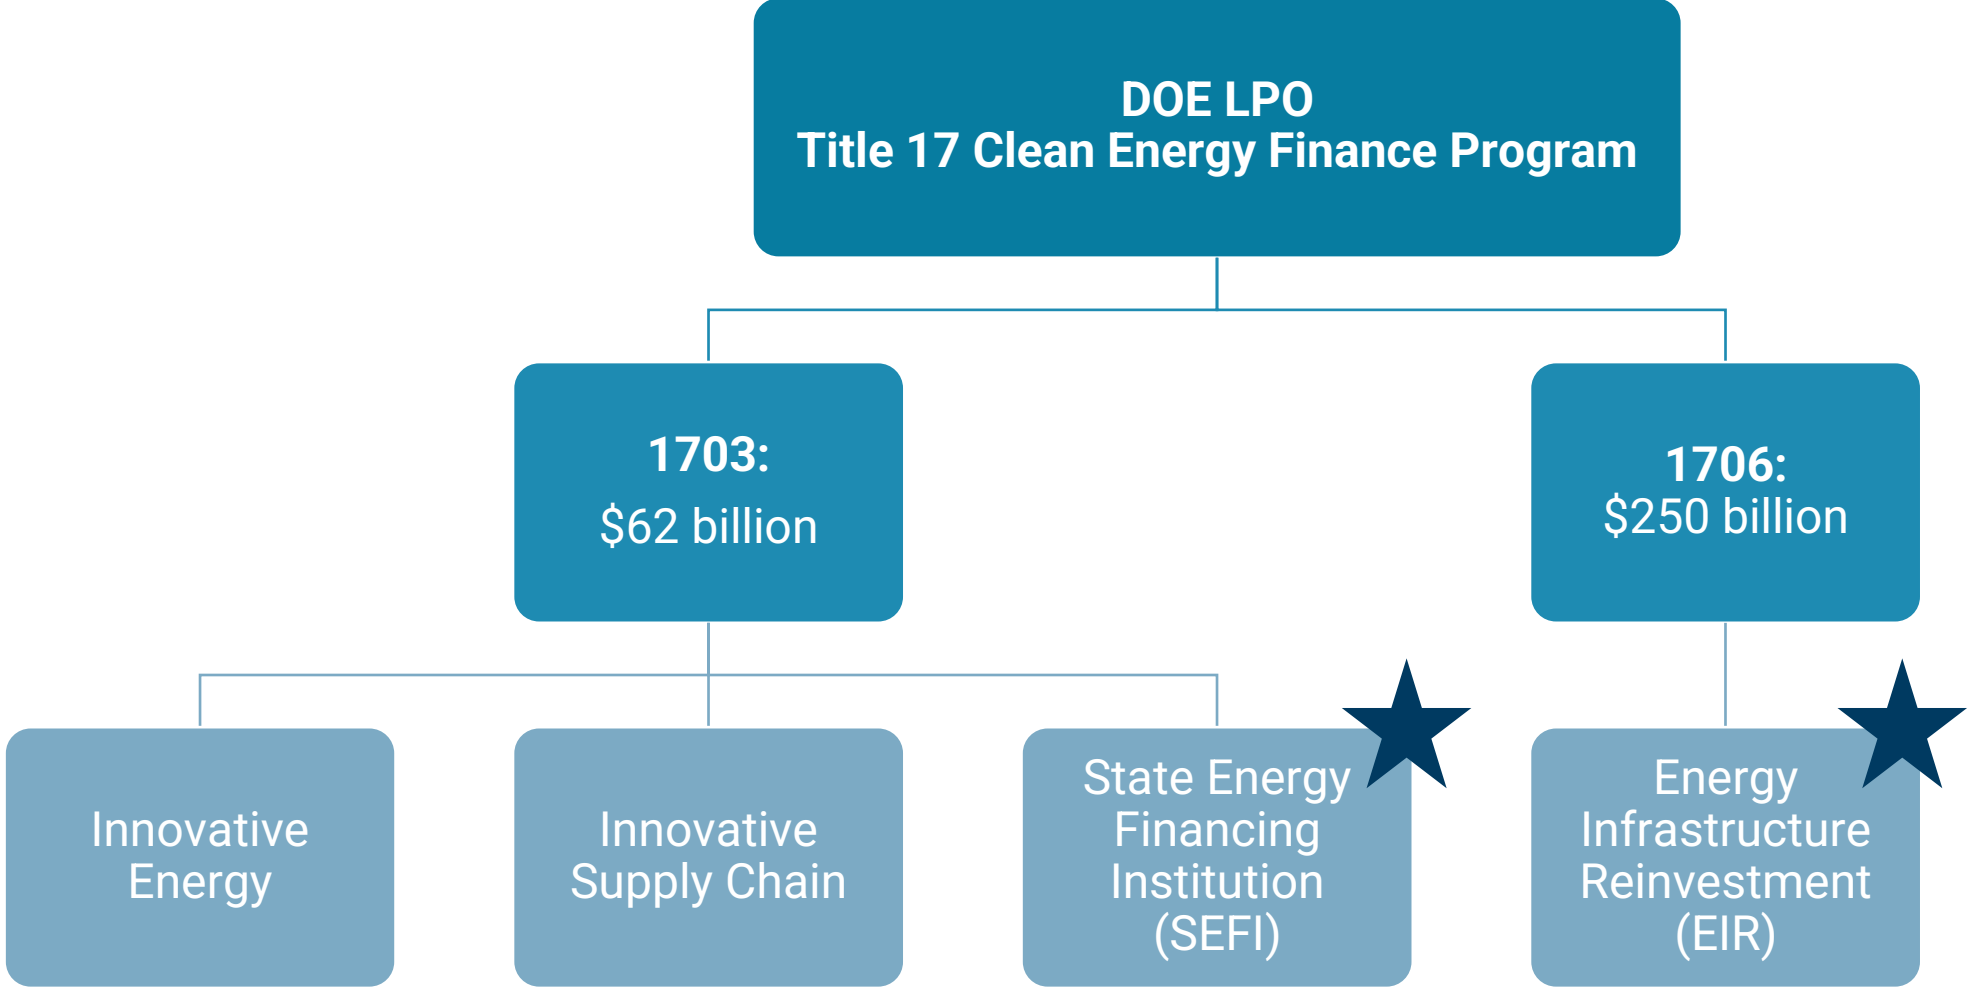 DOE LPO
Title 17 Clean Energy Finance Program
1703:
$62 billion
1706:
$250 billion
Innovative
Energy
Innovative
Supply Chain
State Energy
Financing
Institution
(SEFI)
Energy
Infrastructure
Reinvestment
(EIR)